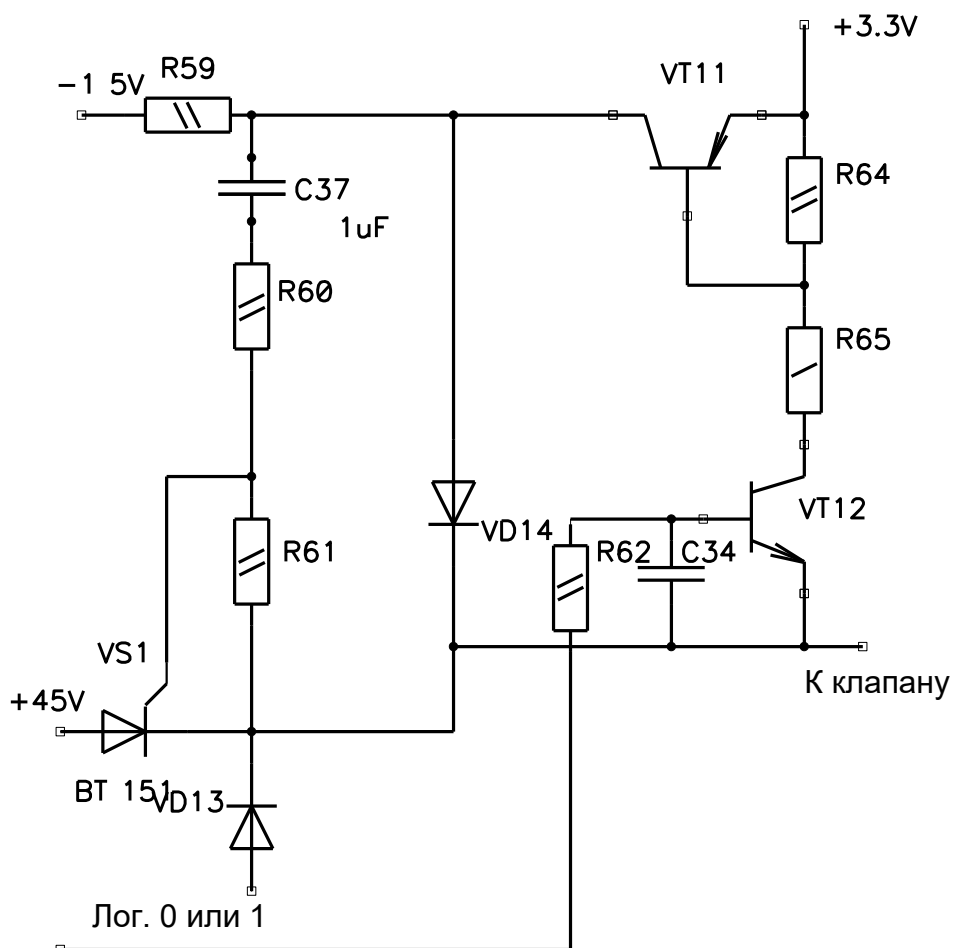 +3.3V
R59
VT11
-1 5V
R64
C37
1uF
R60
R65
VT12
VD14
R62
C34
R61
VS1
К клапану
+45V
BT 151
VD13
Лог. 0 или 1